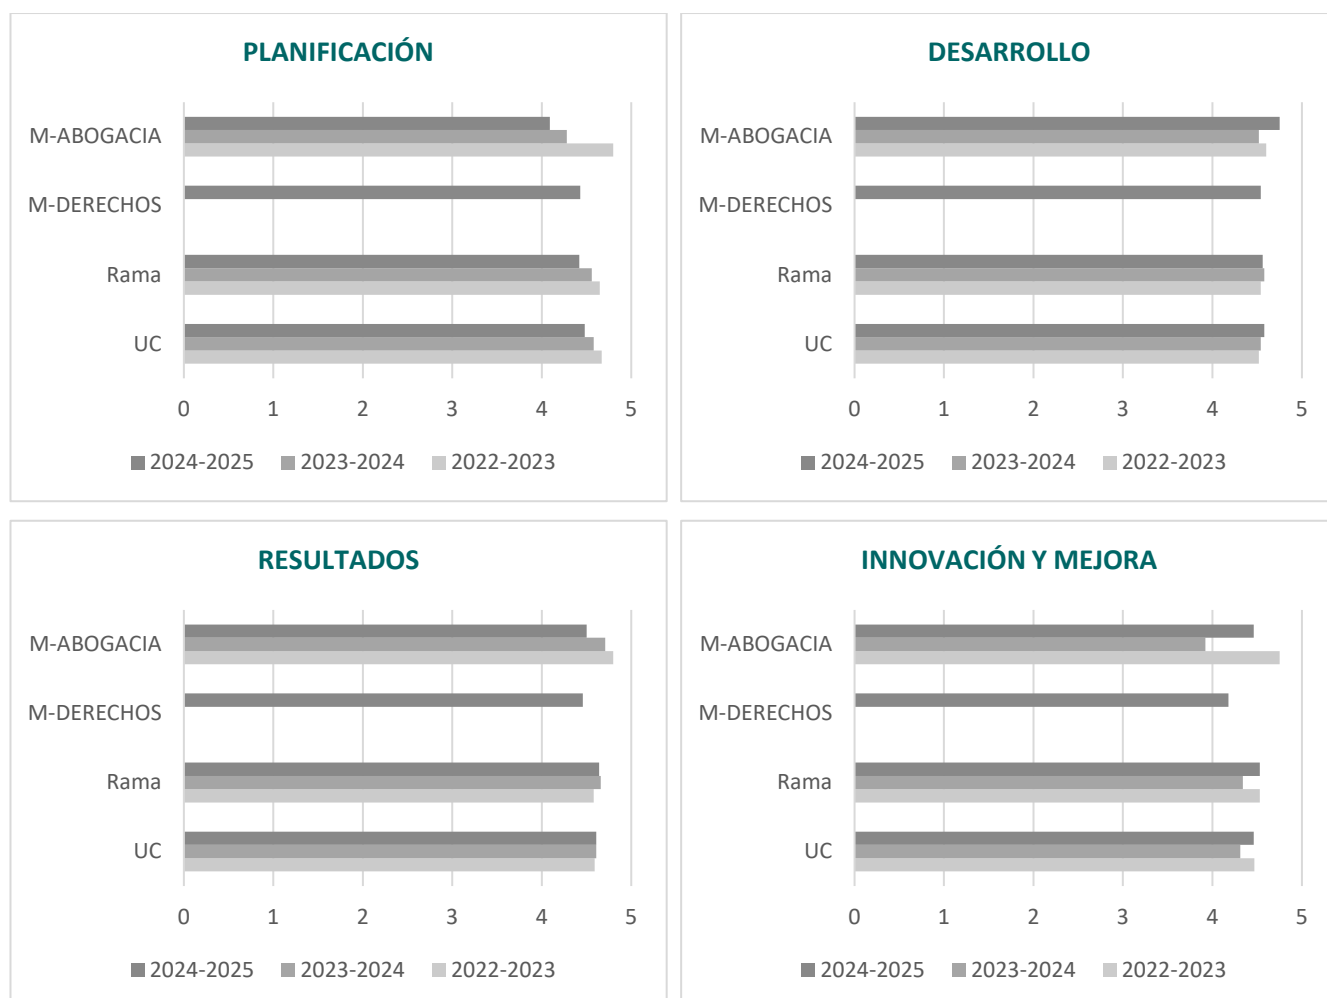 PLANIFICACIÓN
M-ABOGACIA
M-DERECHOS
Rama
UC
0 1 2 3 4 5
2024-2025 2023-2024 2022-2023
DESARROLLO
M-ABOGACIA
M-DERECHOS
Rama
UC
0 1 2 3 4 5
2024-2025 2023-2024 2022-2023
RESULTADOS
M-ABOGACIA
M-DERECHOS
Rama
UC
0 1 2 3 4 5
2024-2025 2023-2024 2022-2023
INNOVACIÓN Y MEJORA
M-ABOGACIA
M-DERECHOS
Rama
UC
0 1 2 3 4 5
2024-2025 2023-2024 2022-2023